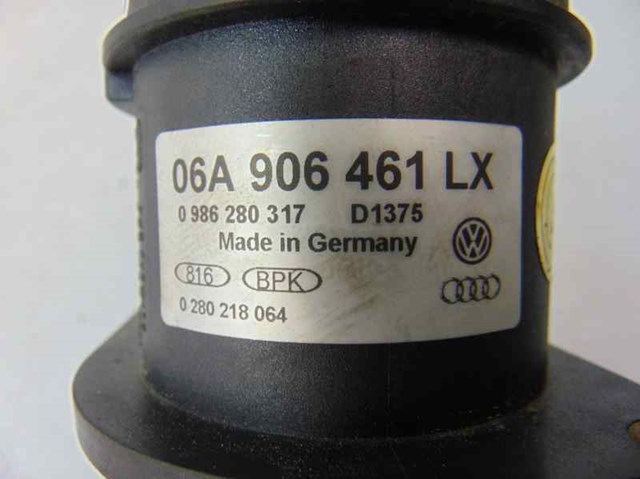 06A 906 461 LX
0 986 280 317 D1375
Made in Germany
816 BPK
0 280 218 064